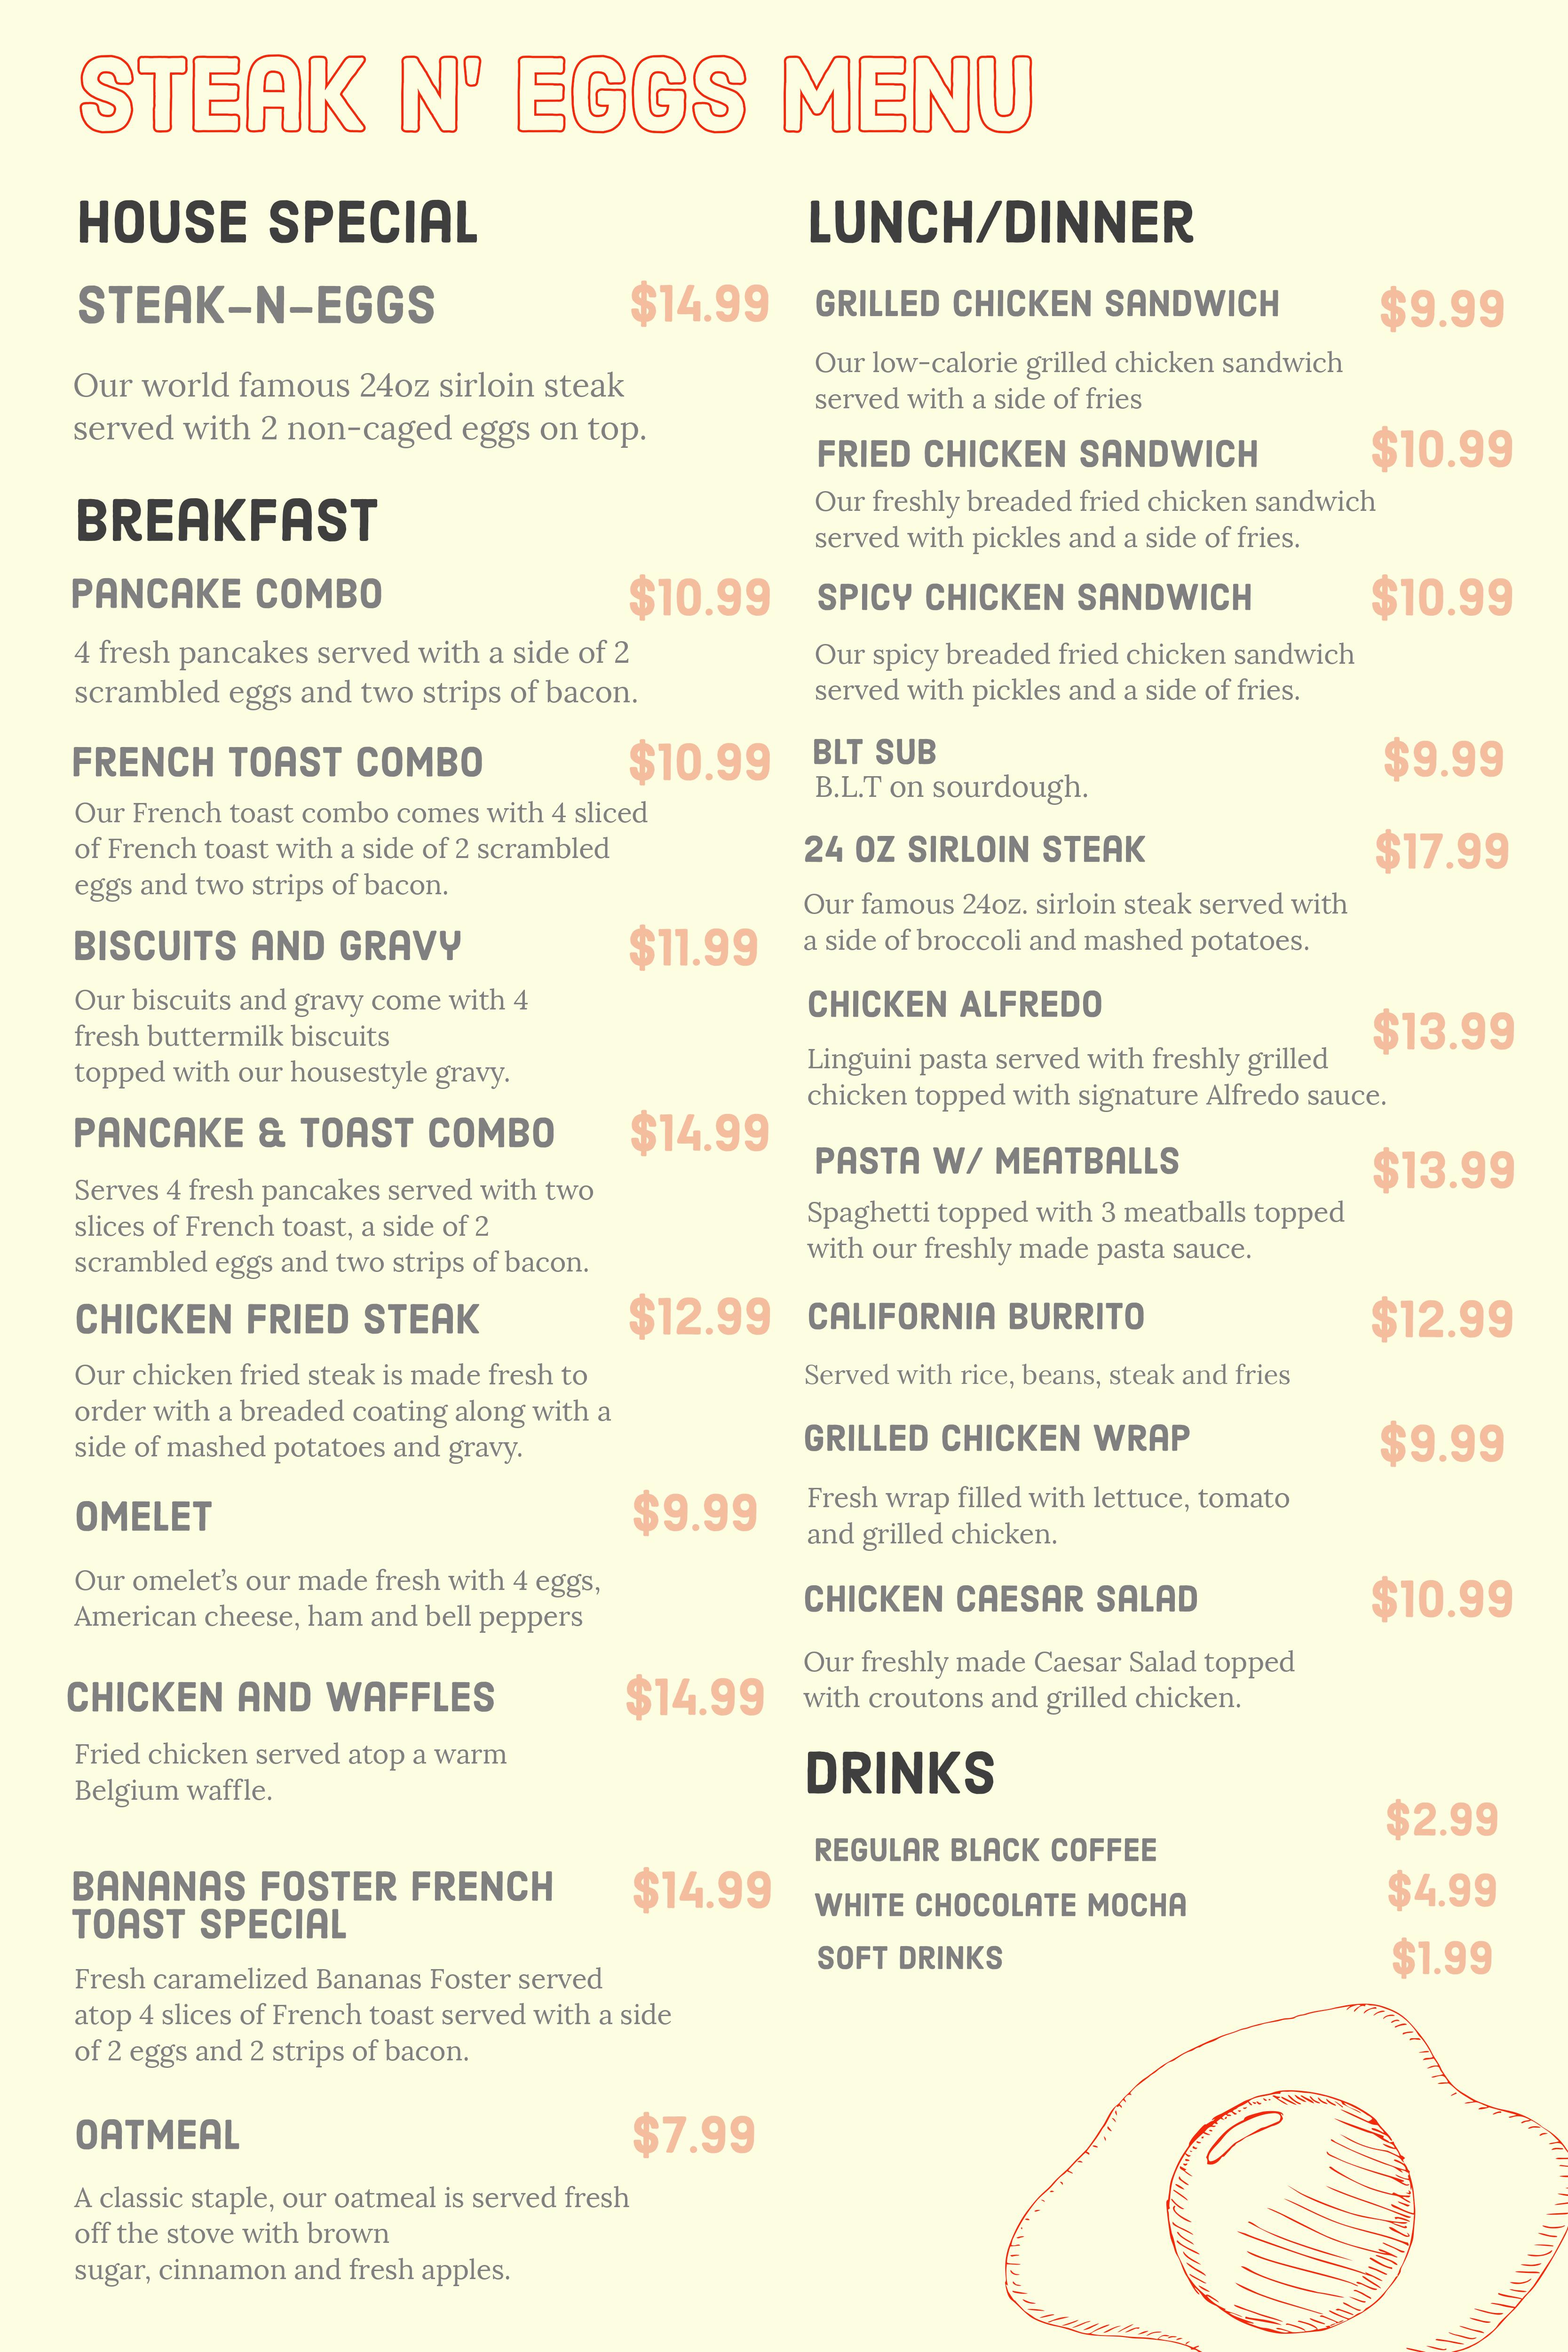 STEAK N' EGGS MENU
HOUSE SPECIAL
STEAK-N-EGGS $14.99
Our world famous 24oz sirloin steak
served with 2 non-caged eggs on top.
BREAKFAST
PANCAKE COMBO $10.99
4 fresh pancakes served with a side of 2
scrambled eggs and two strips of bacon.
FRENCH TOAST COMBO $10.99
Our French toast combo comes with 4 sliced
of French toast with a side of 2 scrambled
eggs and two strips of bacon.
BISCUITS AND GRAVY $11.99
Our biscuits and gravy come with 4
fresh buttermilk biscuits
topped with our housestyle gravy.
PANCAKE & TOAST COMBO $14.99
Serves 4 fresh pancakes served with two
slices of French toast, a side of 2
scrambled eggs and two strips of bacon.
CHICKEN FRIED STEAK $12.99
Our chicken fried steak is made fresh to
order with a breaded coating along with a
side of mashed potatoes and gravy.
OMELET $9.99
Our omelet’s our made fresh with 4 eggs,
American cheese, ham and bell peppers
CHICKEN AND WAFFLES $14.99
Fried chicken served atop a warm
Belgium waffle.
BANANAS FOSTER FRENCH $14.99
TOAST SPECIAL
Fresh caramelized Bananas Foster served
atop 4 slices of French toast served with a side
of 2 eggs and 2 strips of bacon.
OATMEAL $7.99
A classic staple, our oatmeal is served fresh
off the stove with brown
sugar, cinnamon and fresh apples.
LUNCH/DINNER
GRILLED CHICKEN SANDWICH $9.99
Our low-calorie grilled chicken sandwich
served with a side of fries
FRIED CHICKEN SANDWICH $10.99
Our freshly breaded fried chicken sandwich
served with pickles and a side of fries.
SPICY CHICKEN SANDWICH $10.99
Our spicy breaded fried chicken sandwich
served with pickles and a side of fries.
BLT SUB $9.99
B.L.T on sourdough.
24 OZ SIRLOIN STEAK $17.99
Our famous 24oz. sirloin steak served with
a side of broccoli and mashed potatoes.
CHICKEN ALFREDO $13.99
Linguini pasta served with freshly grilled
chicken topped with signature Alfredo sauce.
PASTA W/ MEATBALLS $13.99
Spaghetti topped with 3 meatballs topped
with our freshly made pasta sauce.
CALIFORNIA BURRITO $12.99
Served with rice, beans, steak and fries
GRILLED CHICKEN WRAP $9.99
Fresh wrap filled with lettuce, tomato
and grilled chicken.
CHICKEN CAESAR SALAD $10.99
Our freshly made Caesar Salad topped
with croutons and grilled chicken.
DRINKS
REGULAR BLACK COFFEE $2.99
WHITE CHOCOLATE MOCHA $4.99
SOFT DRINKS $1.99